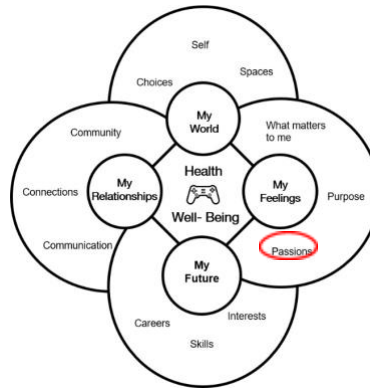 Self
Spaces
Choices
My
World
What matters
to me
Community
Health
My
Relationships
My
Feelings
Connections
Purpose
Well- Being
Communication
Passions
My
Future
Interests
Careers
Skills